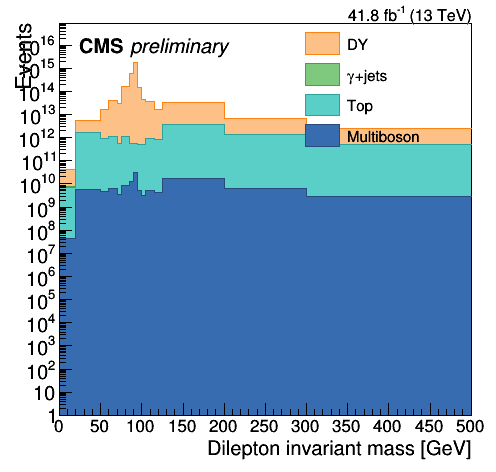 41.8 fb⁻¹ (13 TeV)
Events
CMS preliminary
DY
γ+jets
Top
Multiboson
10¹⁶
10¹⁵
10¹⁴
10¹³
10¹²
10¹¹
10¹⁰
10⁹
10⁸
10⁷
10⁶
10⁵
10⁴
10³
10²
10
1
0 50 100 150 200 250 300 350 400 450 500
Dilepton invariant mass [GeV]